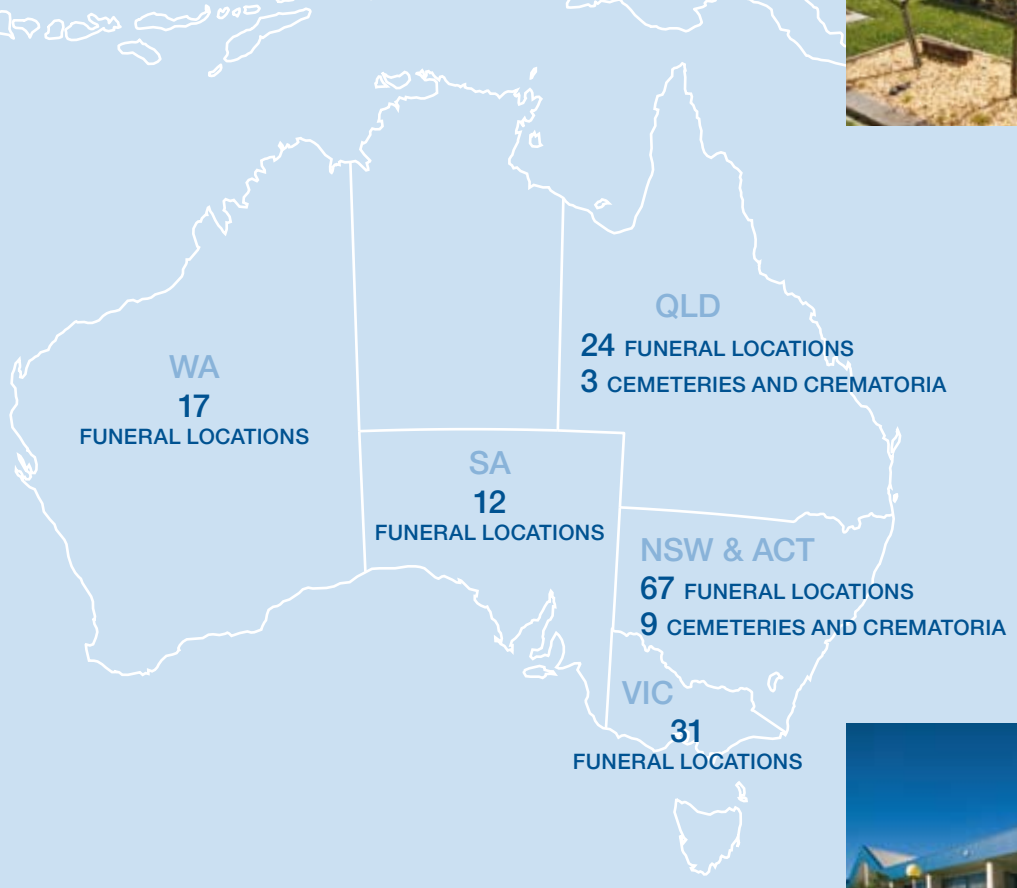 QLD
24 FUNERAL LOCATIONS
3 CEMETERIES AND CREMATORIA
WA
17
FUNERAL LOCATIONS
SA
12
FUNERAL LOCATIONS
NSW & ACT
67 FUNERAL LOCATIONS
9 CEMETERIES AND CREMATORIA
VIC
31
FUNERAL LOCATIONS